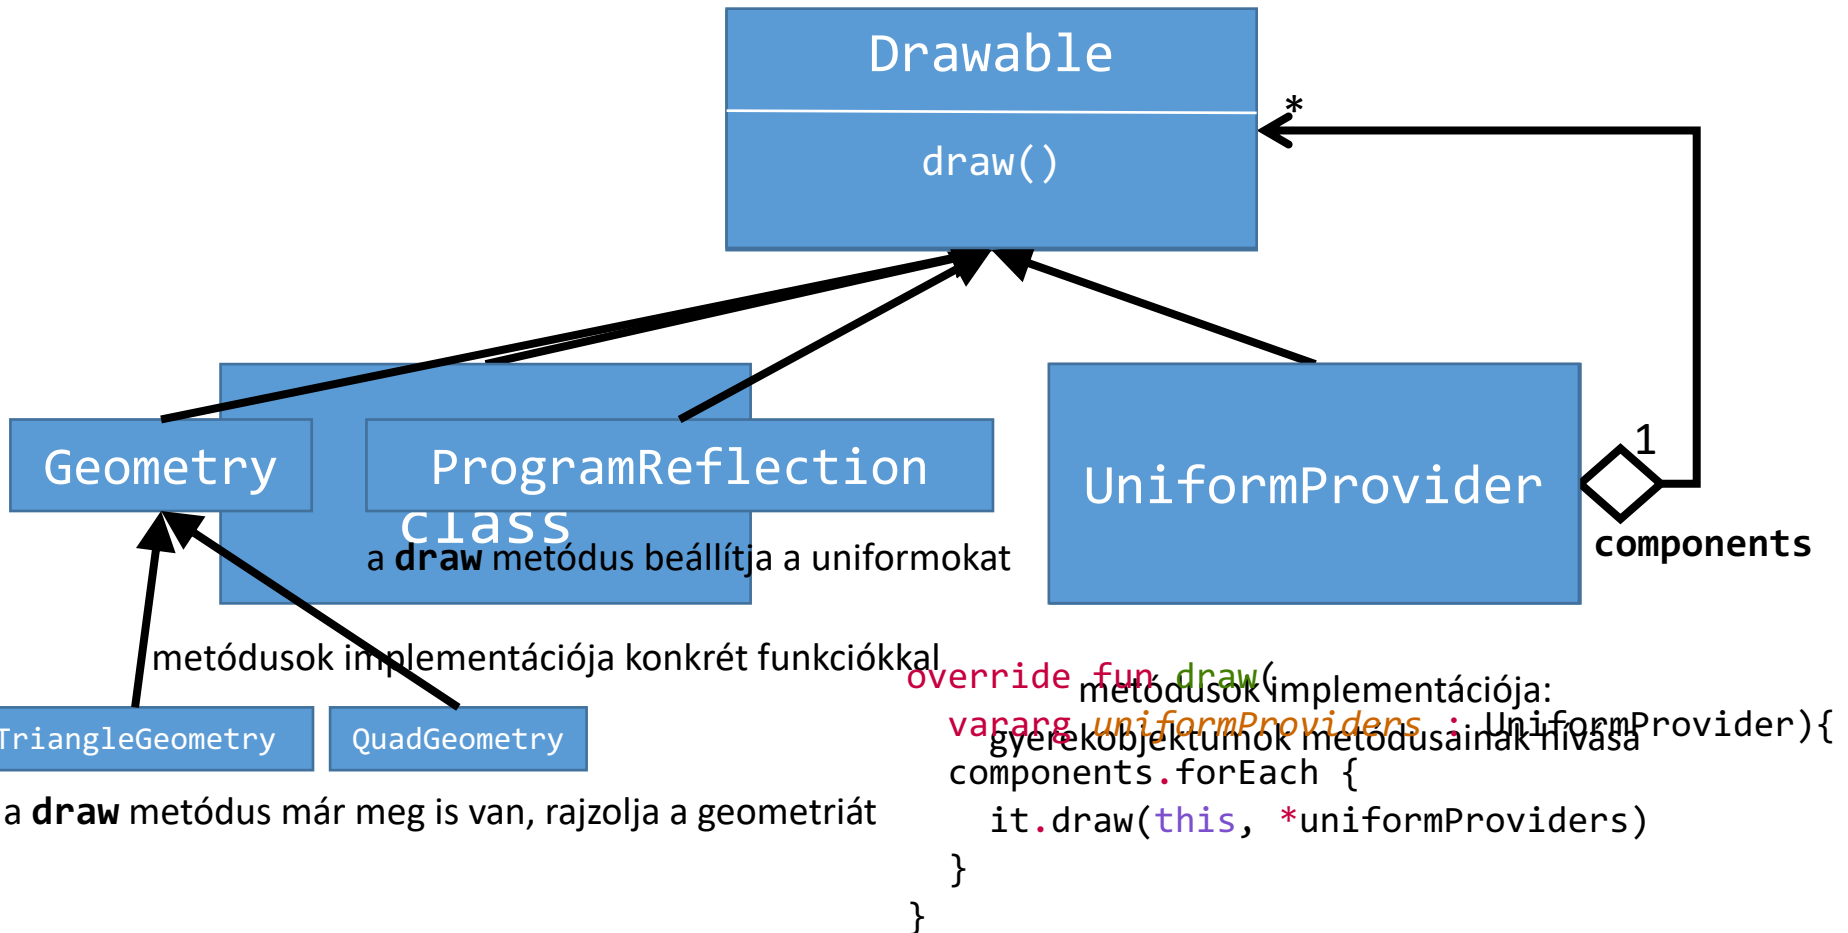 Drawable
*
draw()
1
Geometry
ProgramReflection
UniformProvider
class
a draw metódus beállítja a uniformokat
components
metódusok implementációja konkrét funkciókkal
override fun draw(
metódusok implementációja:
vararg uniformProviders : UniformProvider){
gyerekobjektumok metódusainak hívása
TriangleGeometry
QuadGeometry
components.forEach {
a draw metódus már meg is van, rajzolja a geometriát
it.draw(this, *uniformProviders)
}
}